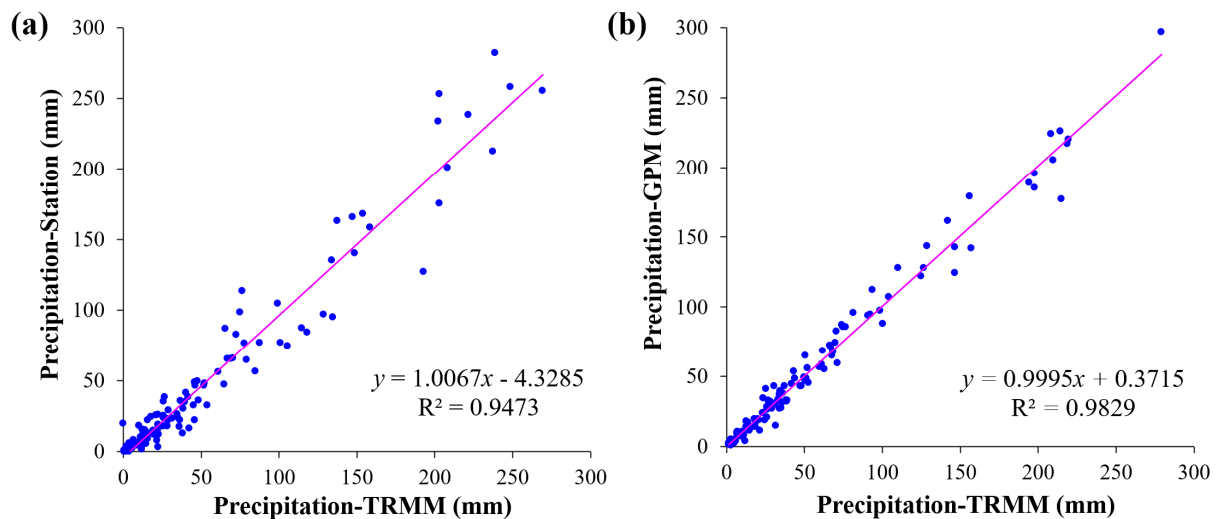 (a)
Precipitation-Station (mm)
300
250
200
150
100
50
0
y = 1.0067x - 4.3285
R² = 0.9473
0 50 100 150 200 250 300
Precipitation-TRMM (mm)
(b)
Precipitation-GPM (mm)
300
250
200
150
100
50
0
y = 0.9995x + 0.3715
R² = 0.9829
0 50 100 150 200 250 300
Precipitation-TRMM (mm)